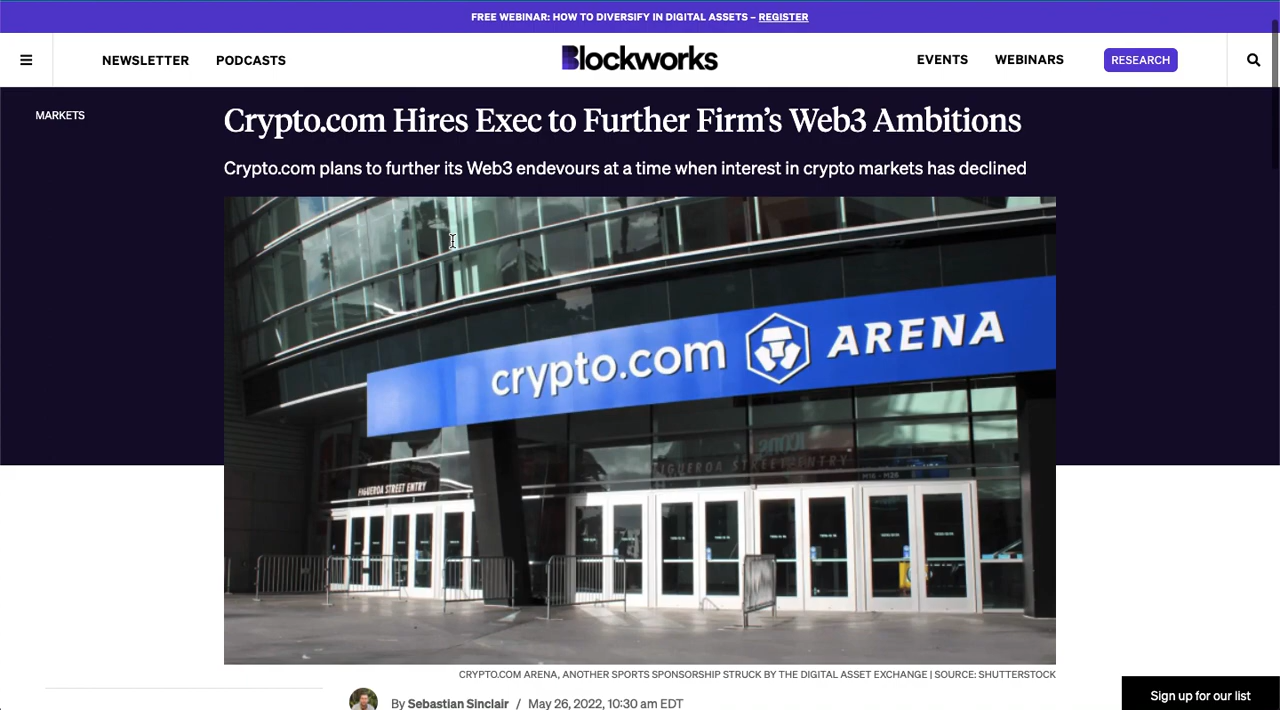 FREE WEBINAR: HOW TO DIVERSIFY IN DIGITAL ASSETS – REGISTER
NEWSLETTER PODCASTS Blockworks EVENTS WEBINARS RESEARCH
MARKETS
Crypto.com Hires Exec to Further Firm's Web3 Ambitions
Crypto.com plans to further its Web3 endevours at a time when interest in crypto markets has declined
crypto.com ARENA
FIGUEROA STREET ENTRY
FIGUEROA STREET ENTRY
CRYPTO.COM ARENA, ANOTHER SPORTS SPONSORSHIP STRUCK BY THE DIGITAL ASSET EXCHANGE | SOURCE: SHUTTERSTOCK
By Sebastian Sinclair / May 26, 2022, 10:30 am EDT
Sign up for our list